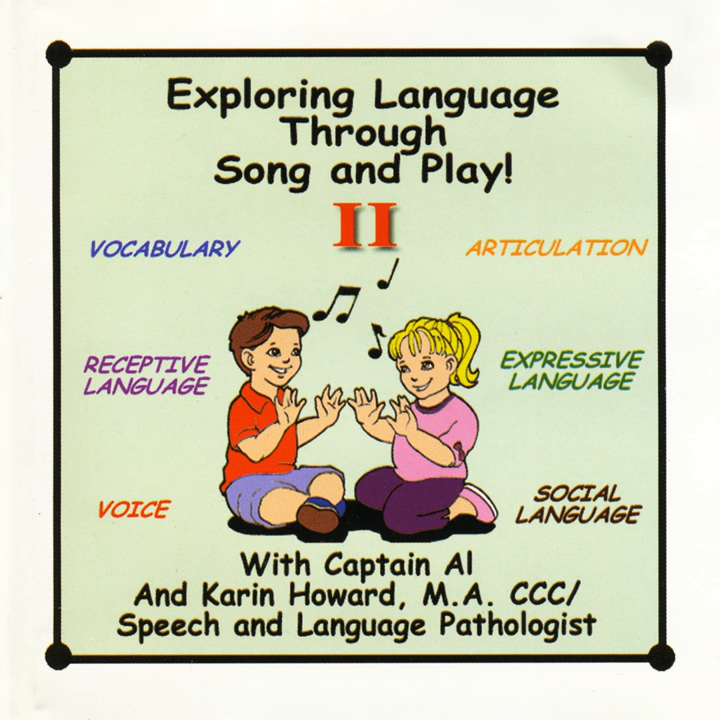 Exploring Language
Through
Song and Play!
II
VOCABULARY
ARTICULATION
RECEPTIVE
LANGUAGE
EXPRESSIVE
LANGUAGE
VOICE
SOCIAL
LANGUAGE
With Captain Al
And Karin Howard, M.A. CCC/
Speech and Language Pathologist